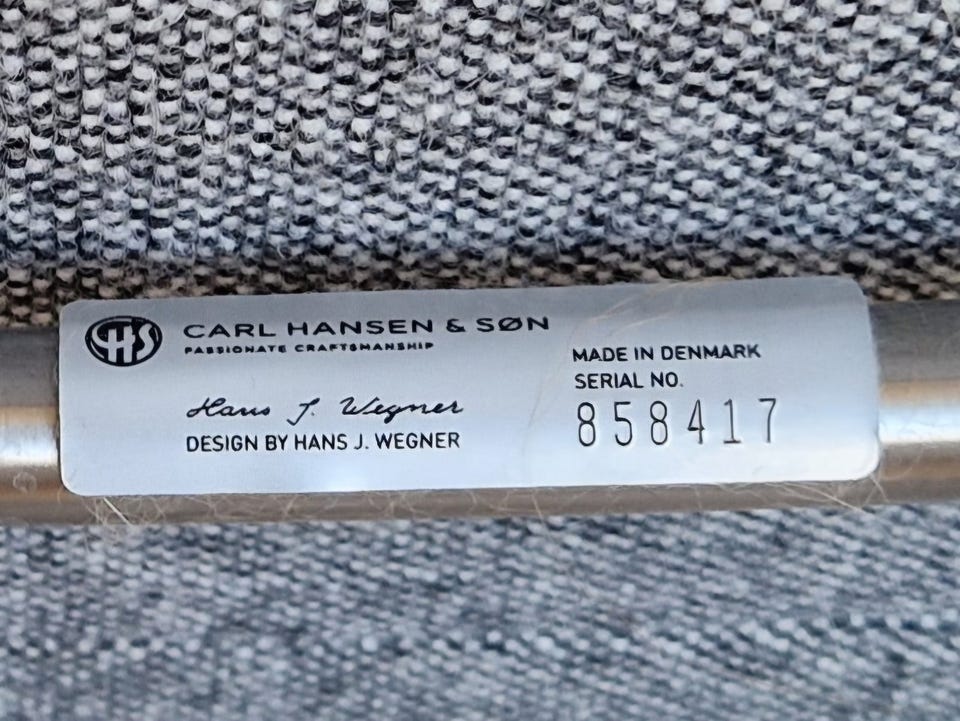 CHS
CARL HANSEN & SØN
PASSIONATE CRAFTSMANSHIP
Hans J. Wegner
DESIGN BY HANS J. WEGNER
MADE IN DENMARK
SERIAL NO.
858417